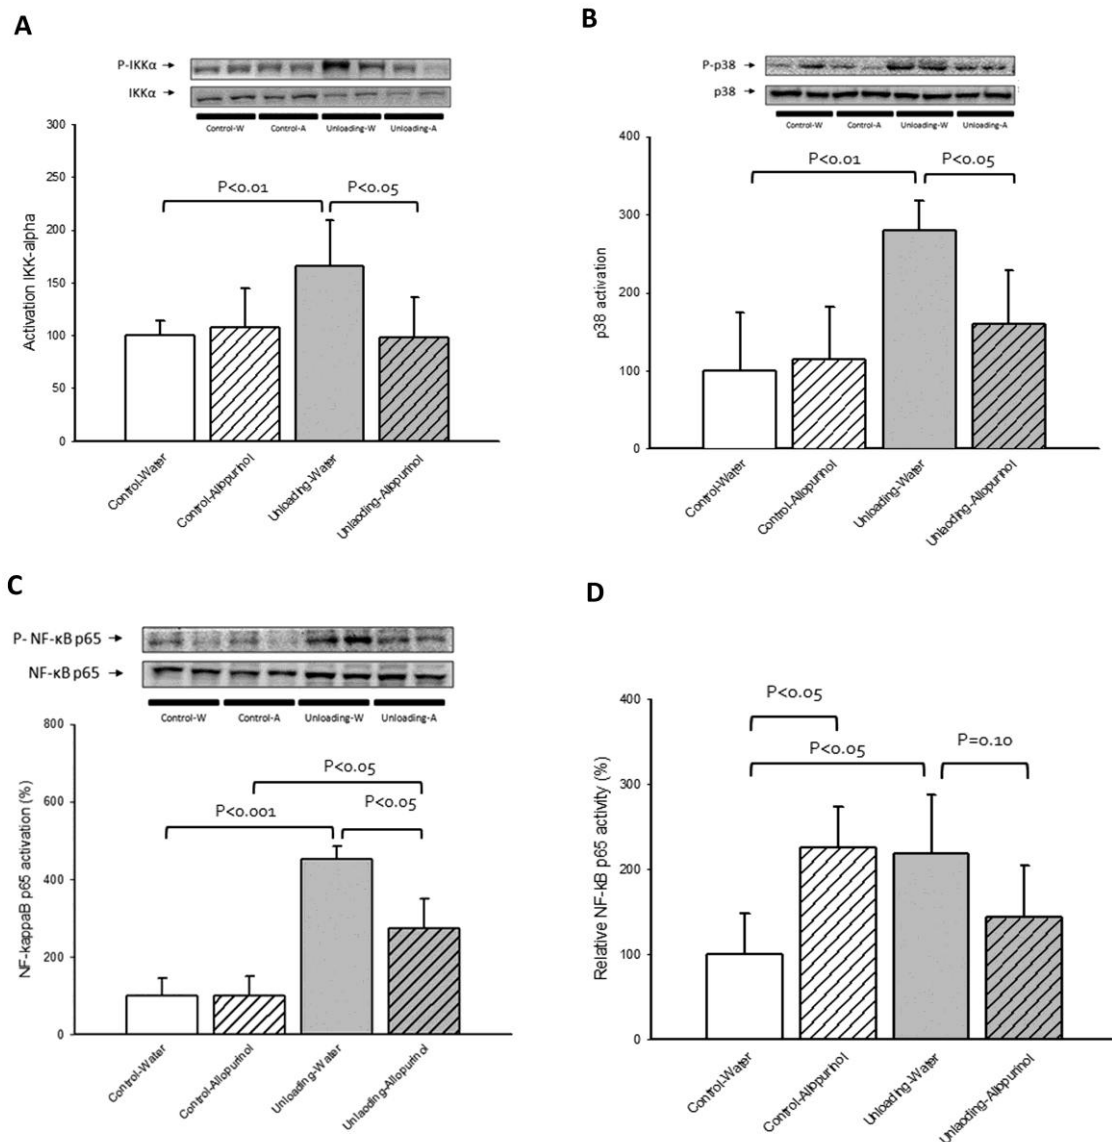 A
P-IKKα
IKKα
Control-W Control-A Unloading-W Unloading-A
300
250
200
150
100
50
0
Activation IKK-alpha
P<0.01
P<0.05
Control-Water
Control-Allopurinol
Unloading-Water
Unlaoding-Allopurinol
B
P-p38
p38
Control-W Control-A Unloading-W Unloading-A
400
300
200
100
0
p38 activation
P<0.01
P<0.05
Control-Water
Control-Allopurinol
Unloading-Water
Unlaoding-Allopurinol
C
P- NF-κB p65
NF-κB p65
Control-W Control-A Unloading-W Unloading-A
800
600
400
200
0
NF-kappaB p65 activation (%)
P<0.05
P<0.001
P<0.05
Control-Water
Control-Allopurinol
Unloading-Water
Unlaoding-Allopurinol
D
400
300
200
100
0
Relative NF-kB p65 activity (%)
P<0.05
P<0.05
P=0.10
Control-Water
Control-Allopurinol
Unloading-Water
Unlaoding-Allopurinol